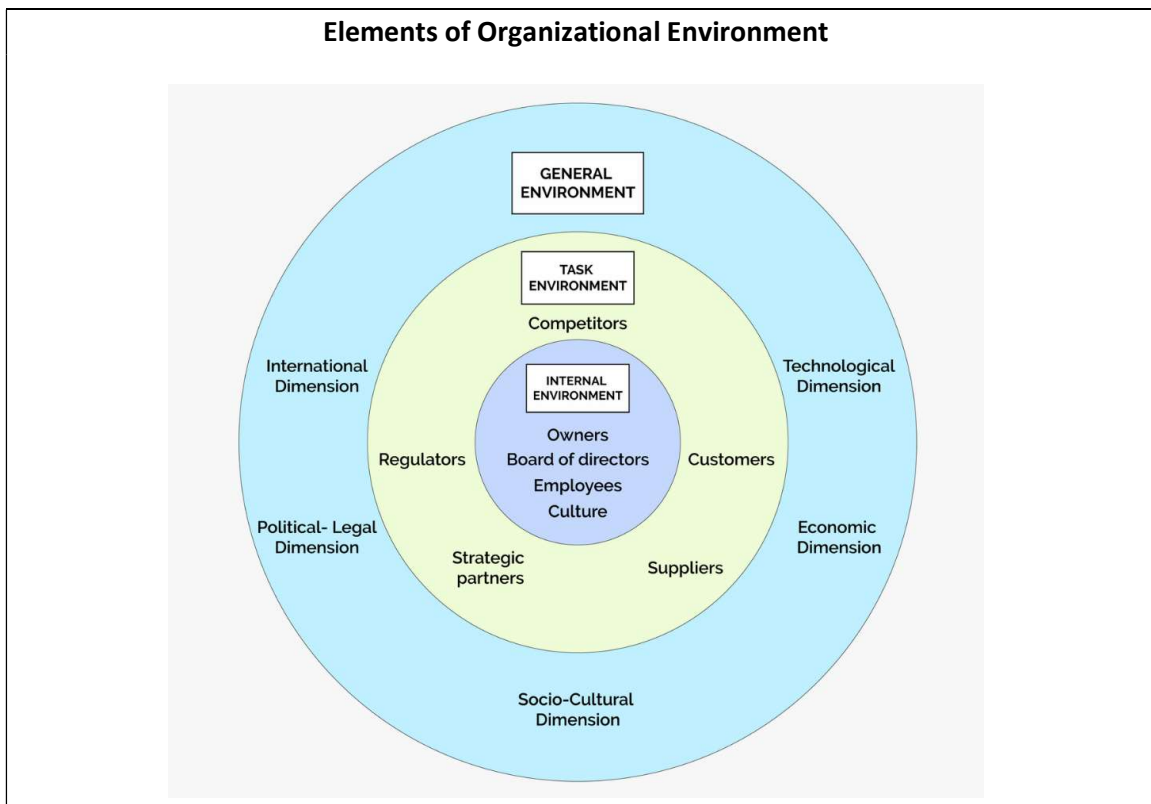 Elements of Organizational Environment
GENERAL
ENVIRONMENT
TASK
ENVIRONMENT
Competitors
International
Dimension
Technological
Dimension
INTERNAL
ENVIRONMENT
Owners
Board of directors
Employees
Culture
Regulators
Customers
Political- Legal
Dimension
Economic
Dimension
Strategic
partners
Suppliers
Socio-Cultural
Dimension